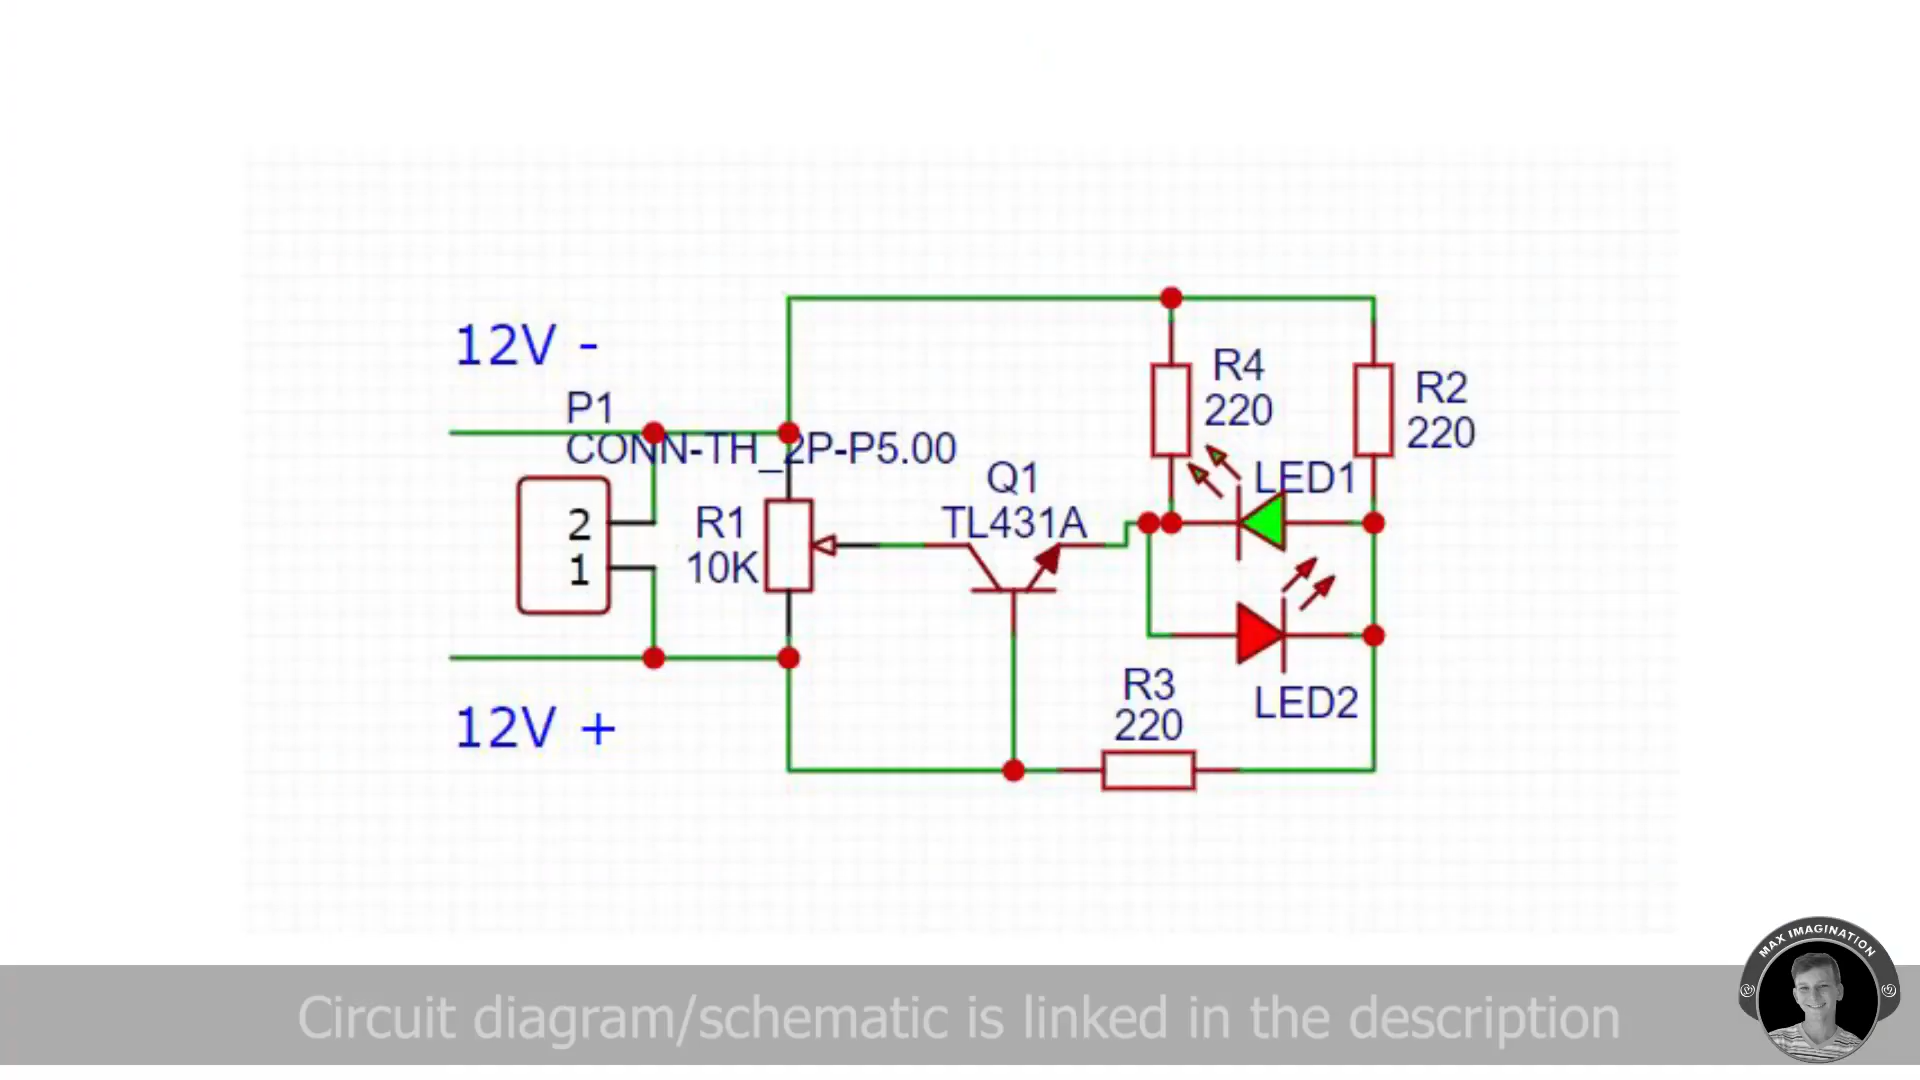 12V -
P1
CONN-TH_2P-P5.00
2
1
R1
10K
Q1
TL431A
R4
220
R2
220
LED1
LED2
R3
220
12V +
Circuit diagram/schematic is linked in the description
MAX IMAGINATION